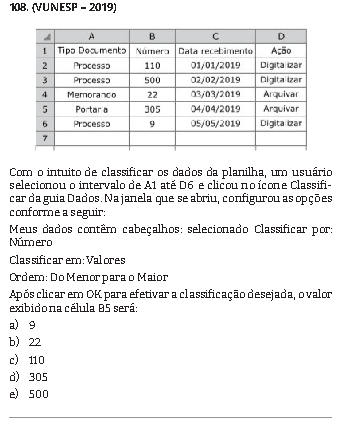 108. (VUNESP – 2019)
A B C D
1 Tipo Documento Número Data recebimento Ação
2 Processo 110 01/01/2019 Digitalizar
3 Processo 500 02/02/2019 Digitalizar
4 Memorando 22 03/03/2019 Arquivar
5 Portaria 305 04/04/2019 Arquivar
6 Processo 9 05/05/2019 Digitalizar
7
Com o intuito de classificar os dados da planilha, um usuário
selecionou o intervalo de A1 até D6 e clicou no ícone Classifi-
car da guia Dados. Na janela que se abriu, configurou as opções
conforme a seguir:
Meus dados contêm cabeçalhos: selecionado Classificar por:
Número
Classificar em: Valores
Ordem: Do Menor para o Maior
Após clicar em OK para efetivar a classificação desejada, o valor
exibido na célula B5 será:
a) 9
b) 22
c) 110
d) 305
e) 500